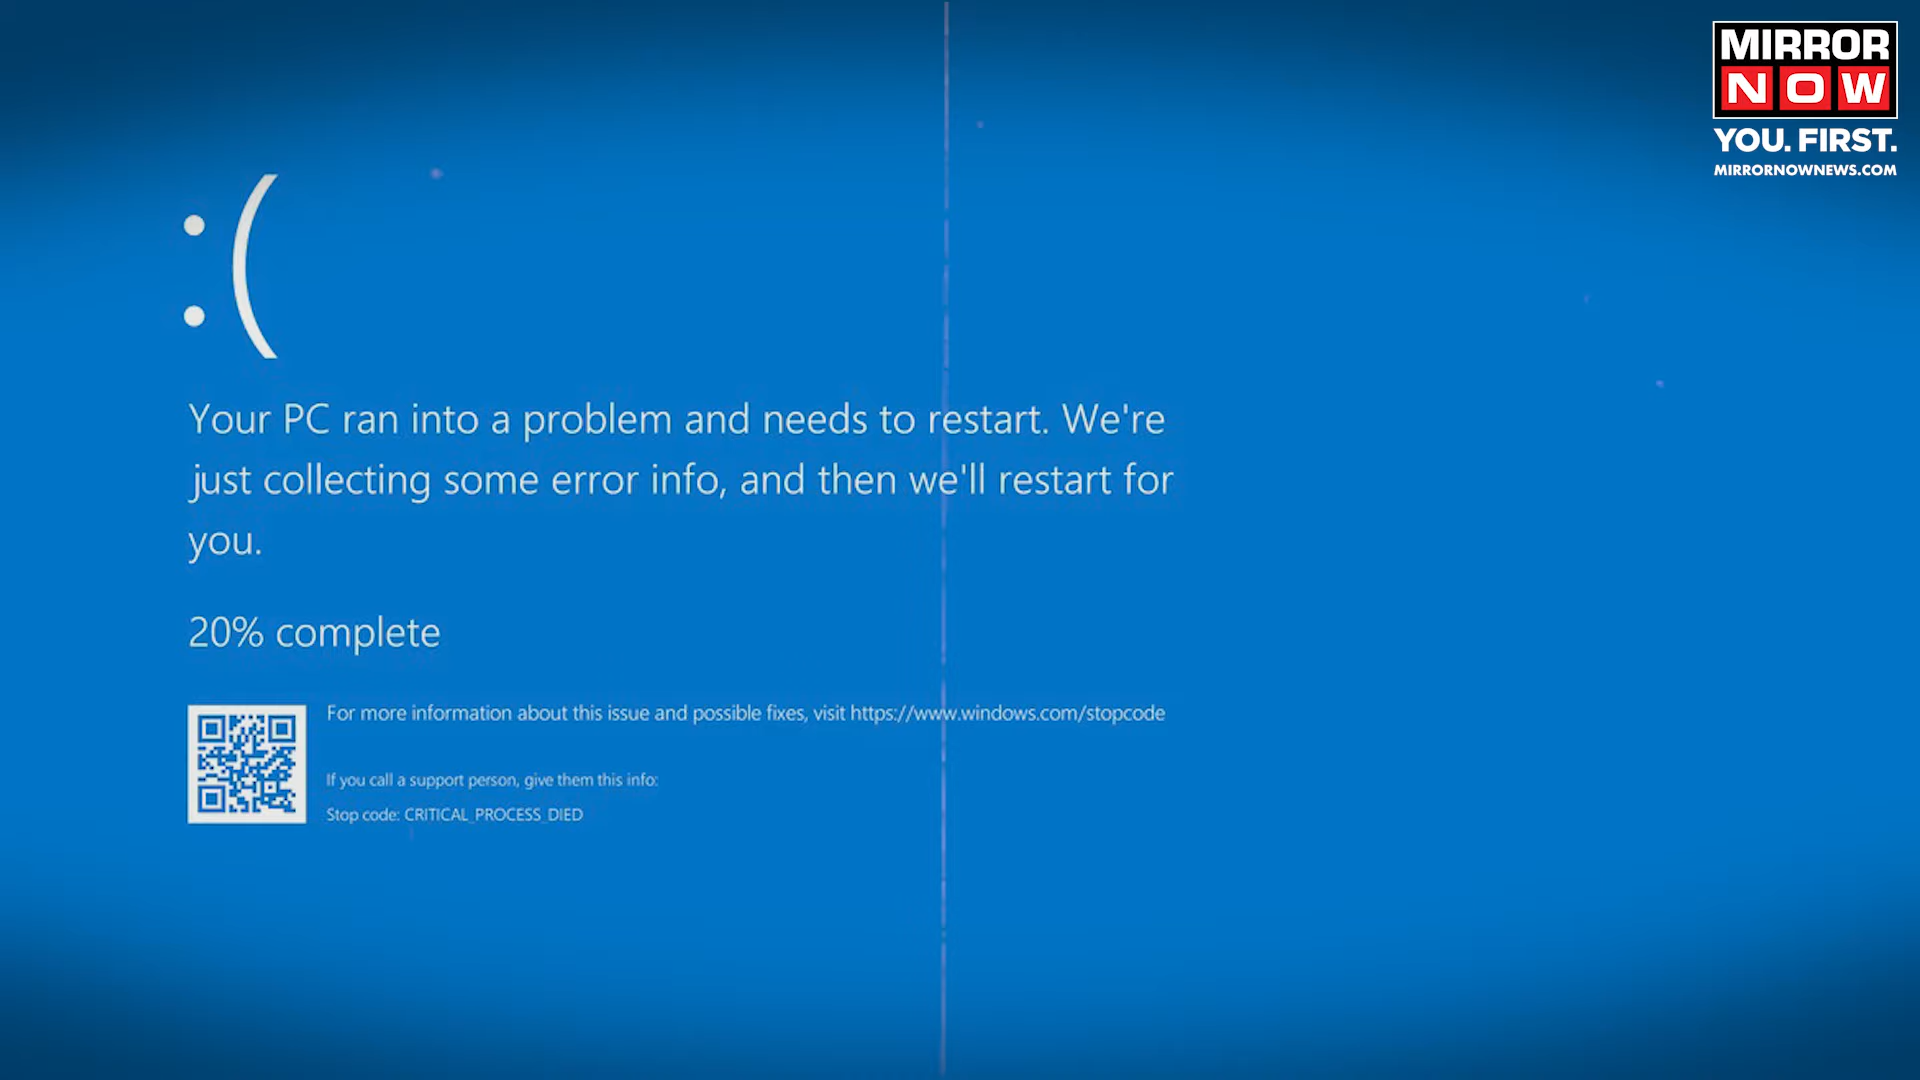 MIRROR
NOW
YOU. FIRST.
MIRRORNOWNEWS.COM
:(
Your PC ran into a problem and needs to restart. We're
just collecting some error info, and then we'll restart for
you.
20% complete
For more information about this issue and possible fixes, visit https://www.windows.com/stopcode
If you call a support person, give them this info:
Stop code: CRITICAL_PROCESS_DIED